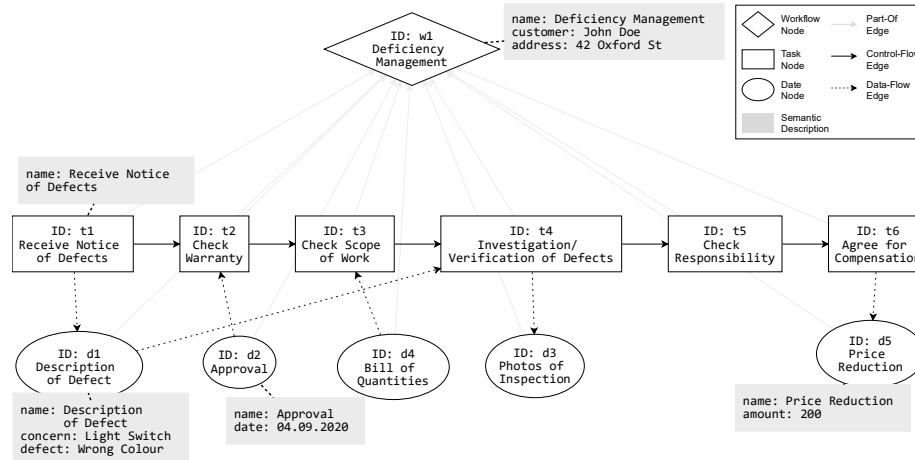 ID: w1
Deficiency
Management
name: Deficiency Management
customer: John Doe
address: 42 Oxford St
Workflow
Node
Part-Of
Edge
Task
Node
Control-Flow
Edge
Date
Node
Data-Flow
Edge
Semantic
Description
name: Receive Notice
of Defects
ID: t1
Receive Notice
of Defects
ID: t2
Check
Warranty
ID: t3
Check Scope
of Work
ID: t4
Investigation/
Verification of Defects
ID: t5
Check
Responsibility
ID: t6
Agree for
Compensation
ID: d1
Description
of Defect
ID: d2
Approval
ID: d4
Bill of
Quantities
ID: d3
Photos of
Inspection
ID: d5
Price
Reduction
name: Description
of Defect
concern: Light Switch
defect: Wrong Colour
name: Approval
date: 04.09.2020
name: Price Reduction
amount: 200